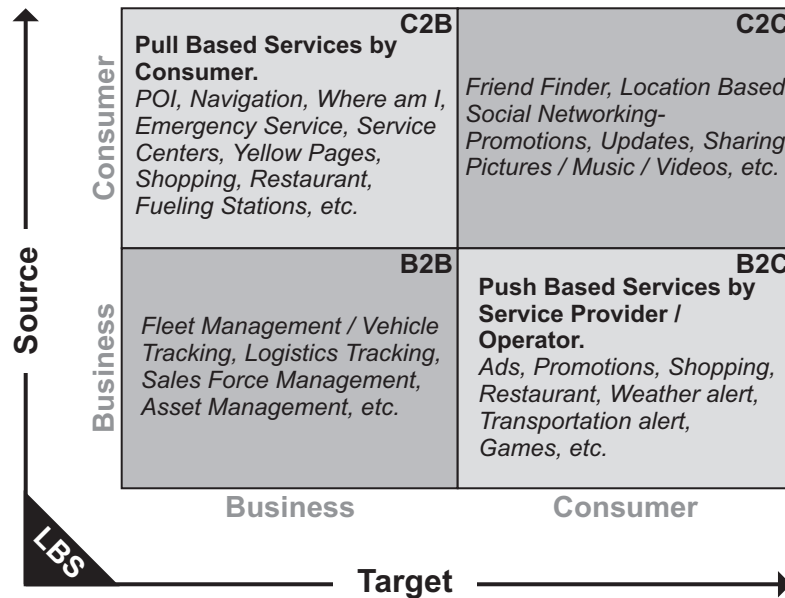 C2B
Pull Based Services by
Consumer.
POI, Navigation, Where am I,
Emergency Service, Service
Centers, Yellow Pages,
Shopping, Restaurant,
Fueling Stations, etc.
C2C
Friend Finder, Location Based
Social Networking-
Promotions, Updates, Sharing
Pictures / Music / Videos, etc.
B2B
Fleet Management / Vehicle
Tracking, Logistics Tracking,
Sales Force Management,
Asset Management, etc.
B2C
Push Based Services by
Service Provider /
Operator.
Ads, Promotions, Shopping,
Restaurant, Weather alert,
Transportation alert,
Games, etc.
Consumer
Business
Source
Business
Consumer
LBS
Target